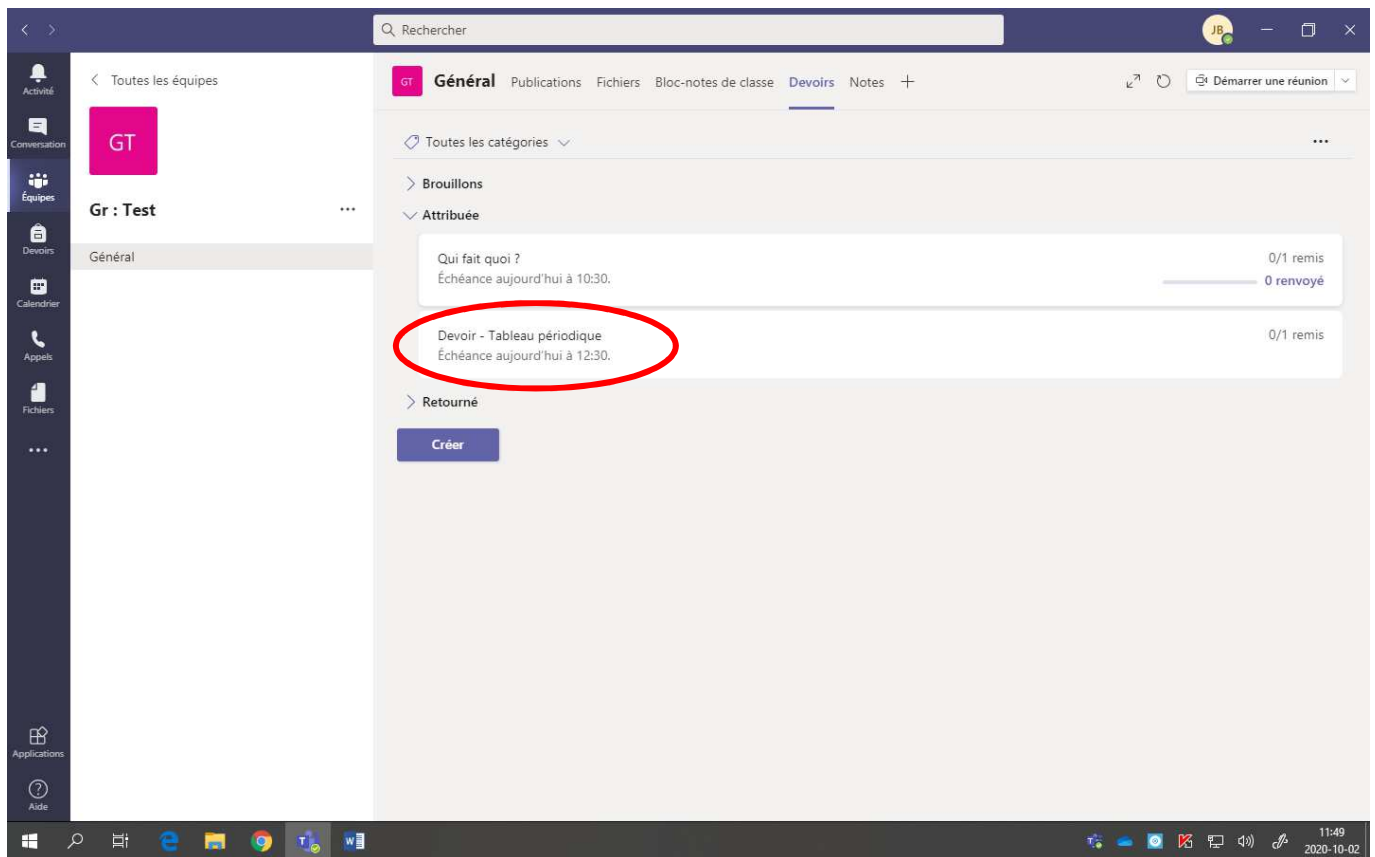 Rechercher
JB
Activité
Conversation
Équipes
Devoirs
Calendrier
Appels
Fichiers
Applications
Aide
Toutes les équipes
GT
Gr : Test
Général
GT
Général Publications Fichiers Bloc-notes de classe Devoirs Notes
Démarrer une réunion
Toutes les catégories
Brouillons
Attribuée
Qui fait quoi ?
0/1 remis
Échéance aujourd'hui à 10:30.
0 renvoyé
Devoir - Tableau périodique
0/1 remis
Échéance aujourd'hui à 12:30.
Retourné
Créer
11:49
2020-10-02